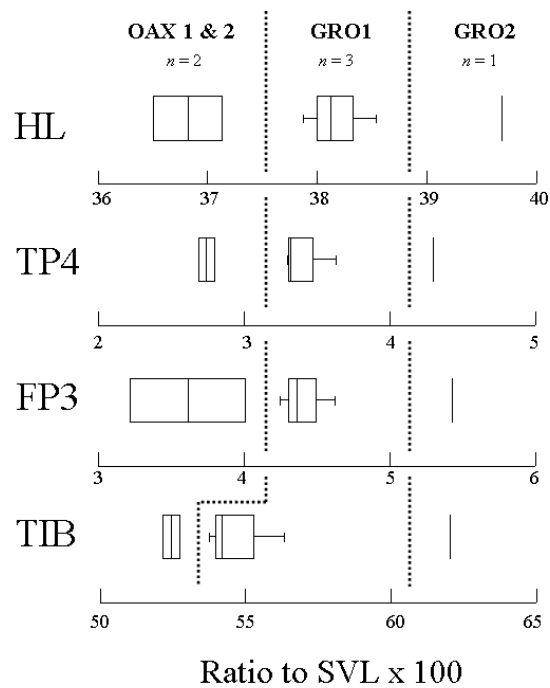 OAX 1 & 2 GRO1 GRO2
n = 2 n = 3 n = 1
HL
36 37 38 39 40
TP4
2 3 4 5
FP3
3 4 5 6
TIB
50 55 60 65
Ratio to SVL x 100